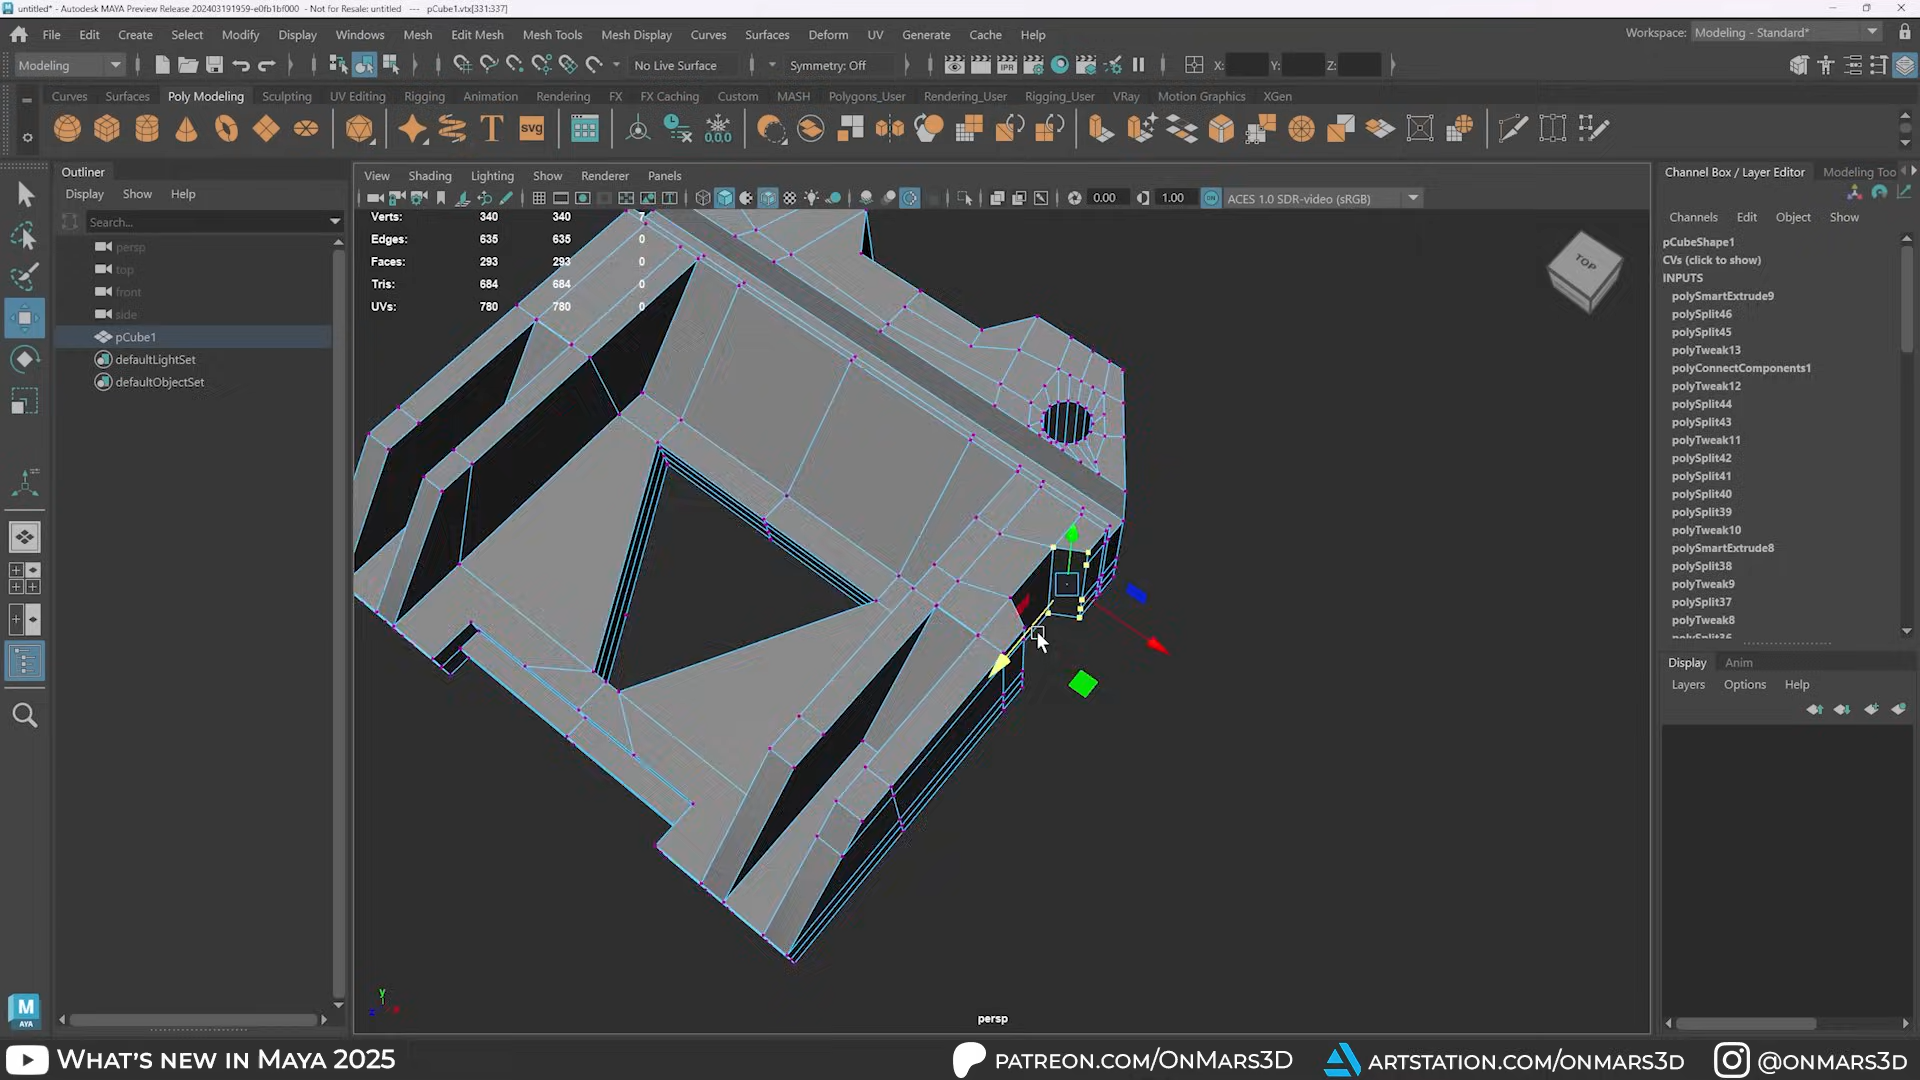 untitled* - Autodesk MAYA Preview Release 202403191959-e0fb1bf000 - Not for Resale: untitled --- pCube1.vtx[331:337]
File Edit Create Select Modify Display Windows Mesh Edit Mesh Mesh Tools Mesh Display Curves Surfaces Deform UV Generate Cache Help
Workspace: Modeling - Standard*
Modeling No Live Surface Symmetry: Off X: Y: Z:
Curves Surfaces Poly Modeling Sculpting UV Editing Rigging Animation Rendering FX FX Caching Custom MASH Polygons_User Rendering_User Rigging_User VRay Motion Graphics XGen
T svg 0,0,0
Outliner
Display Show Help
Search...
persp
top
front
side
pCube1
defaultLightSet
defaultObjectSet
View Shading Lighting Show Renderer Panels
0.00 1.00 ACES 1.0 SDR-video (sRGB)
Verts: 340 340 7
Edges: 635 635 0
Faces: 293 293 0
Tris: 684 684 0
UVs: 780 780 0
TOP
y
persp
Channel Box / Layer Editor Modeling Too
Channels Edit Object Show
pCubeShape1
CVs (click to show)
INPUTS
polySmartExtrude9
polySplit46
polySplit45
polyTweak13
polyConnectComponents1
polyTweak12
polySplit44
polySplit43
polyTweak11
polySplit42
polySplit41
polySplit40
polySplit39
polyTweak10
polySmartExtrude8
polySplit38
polyTweak9
polySplit37
polyTweak8
polySplit36
Display Anim
Layers Options Help
M
AYA
What's new in Maya 2025
patreon.com/OnMars3D
artstation.com/onmars3d
@onmars3d